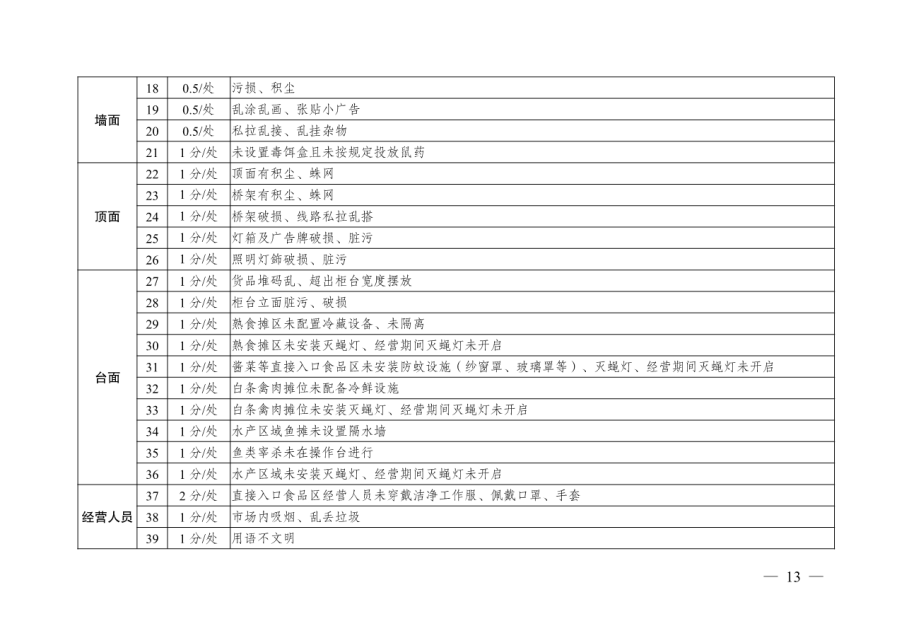 墙面
18 0.5/处 污损、积尘
19 0.5/处 乱涂乱画、张贴小广告
20 0.5/处 私拉乱接、乱挂杂物
21 1 分/处 未设置毒饵盒且未按规定投放鼠药
顶面
22 1 分/处 顶面有积尘、蛛网
23 1 分/处 桥架有积尘、蛛网
24 1 分/处 桥架破损、线路私拉乱搭
25 1 分/处 灯箱及广告牌破损、脏污
26 1 分/处 照明灯饰破损、脏污
台面
27 1 分/处 货品堆码乱、超出柜台宽度摆放
28 1 分/处 柜台立面脏污、破损
29 1 分/处 熟食摊区未配置冷藏设备、未隔离
30 1 分/处 熟食摊区未安装灭蝇灯、经营期间灭蝇灯未开启
31 1 分/处 酱菜等直接入口食品区未安装防蚊设施（纱窗罩、玻璃罩等）、灭蝇灯、经营期间灭蝇灯未开启
32 1 分/处 白条禽肉摊位未配备冷鲜设施
33 1 分/处 白条禽肉摊位未安装灭蝇灯、经营期间灭蝇灯未开启
34 1 分/处 水产区域鱼摊未设置隔水墙
35 1 分/处 鱼类宰杀未在操作台进行
36 1 分/处 水产区域未安装灭蝇灯、经营期间灭蝇灯未开启
经营人员
37 2 分/处 直接入口食品区经营人员未穿戴洁净工作服、佩戴口罩、手套
38 1 分/处 市场内吸烟、乱丢垃圾
39 1 分/处 用语不文明
— 13 —